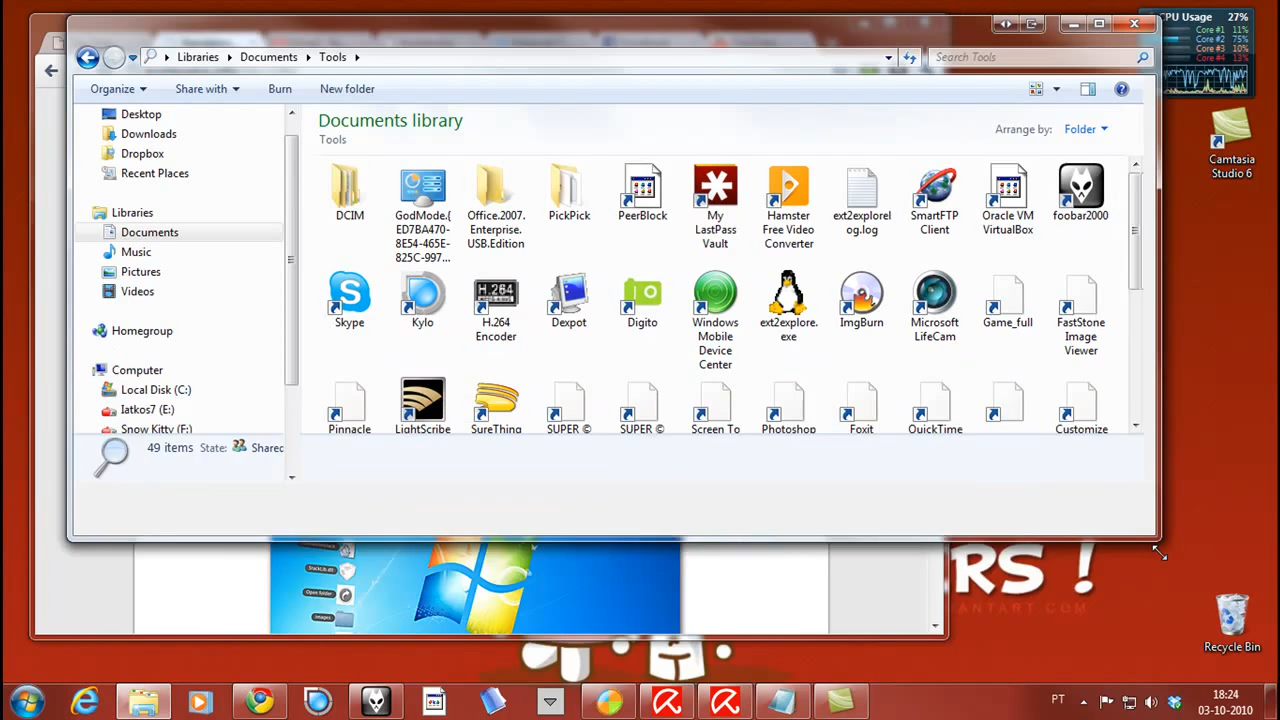 CPU Usage 27%
Core #1 11%
Core #2 75%
Core #3 10%
Core #4 13%
Libraries Documents Tools
Search Tools
Organize Share with Burn New folder
Desktop
Downloads
Dropbox
Recent Places
Libraries
Documents
Music
Pictures
Videos
Homegroup
Computer
Local Disk (C:)
Iatkos7 (E:)
Snow Kitty (F:)
Documents library
Tools
Arrange by: Folder
DCIM
GodMode.{
ED7BA470-
8E54-465E-
825C-997...
Office.2007.
Enterprise.
USB.Edition
PickPick
PeerBlock
My
LastPass
Vault
Hamster
Free Video
Converter
ext2explorel
og.log
SmartFTP
Client
Oracle VM
VirtualBox
foobar2000
Skype
Kylo
H.264
H.264
Encoder
Dexpot
Digito
Windows
Mobile
Device
Center
ext2explore.
exe
ImgBurn
Microsoft
LifeCam
Game_full
FastStone
Image
Viewer
Pinnacle
LightScribe
SureThing
SUPER ©
SUPER ©
Screen To
Photoshop
Foxit
QuickTime
Customize
49 items State: Shared
Camtasia
Studio 6
Open folder
Images
RS !
Recycle Bin
PT
18:24
03-10-2010